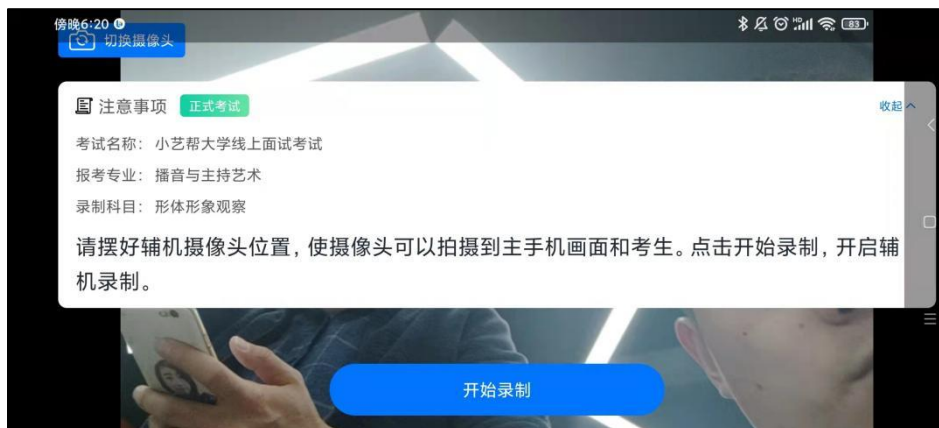 傍晚6:20
83
切换摄像头
注意事项 正式考试
收起
考试名称： 小艺帮大学线上面试考试
报考专业： 播音与主持艺术
录制科目： 形体形象观察
请摆好辅机摄像头位置，使摄像头可以拍摄到主手机画面和考生。点击开始录制，开启辅
机录制。
开始录制